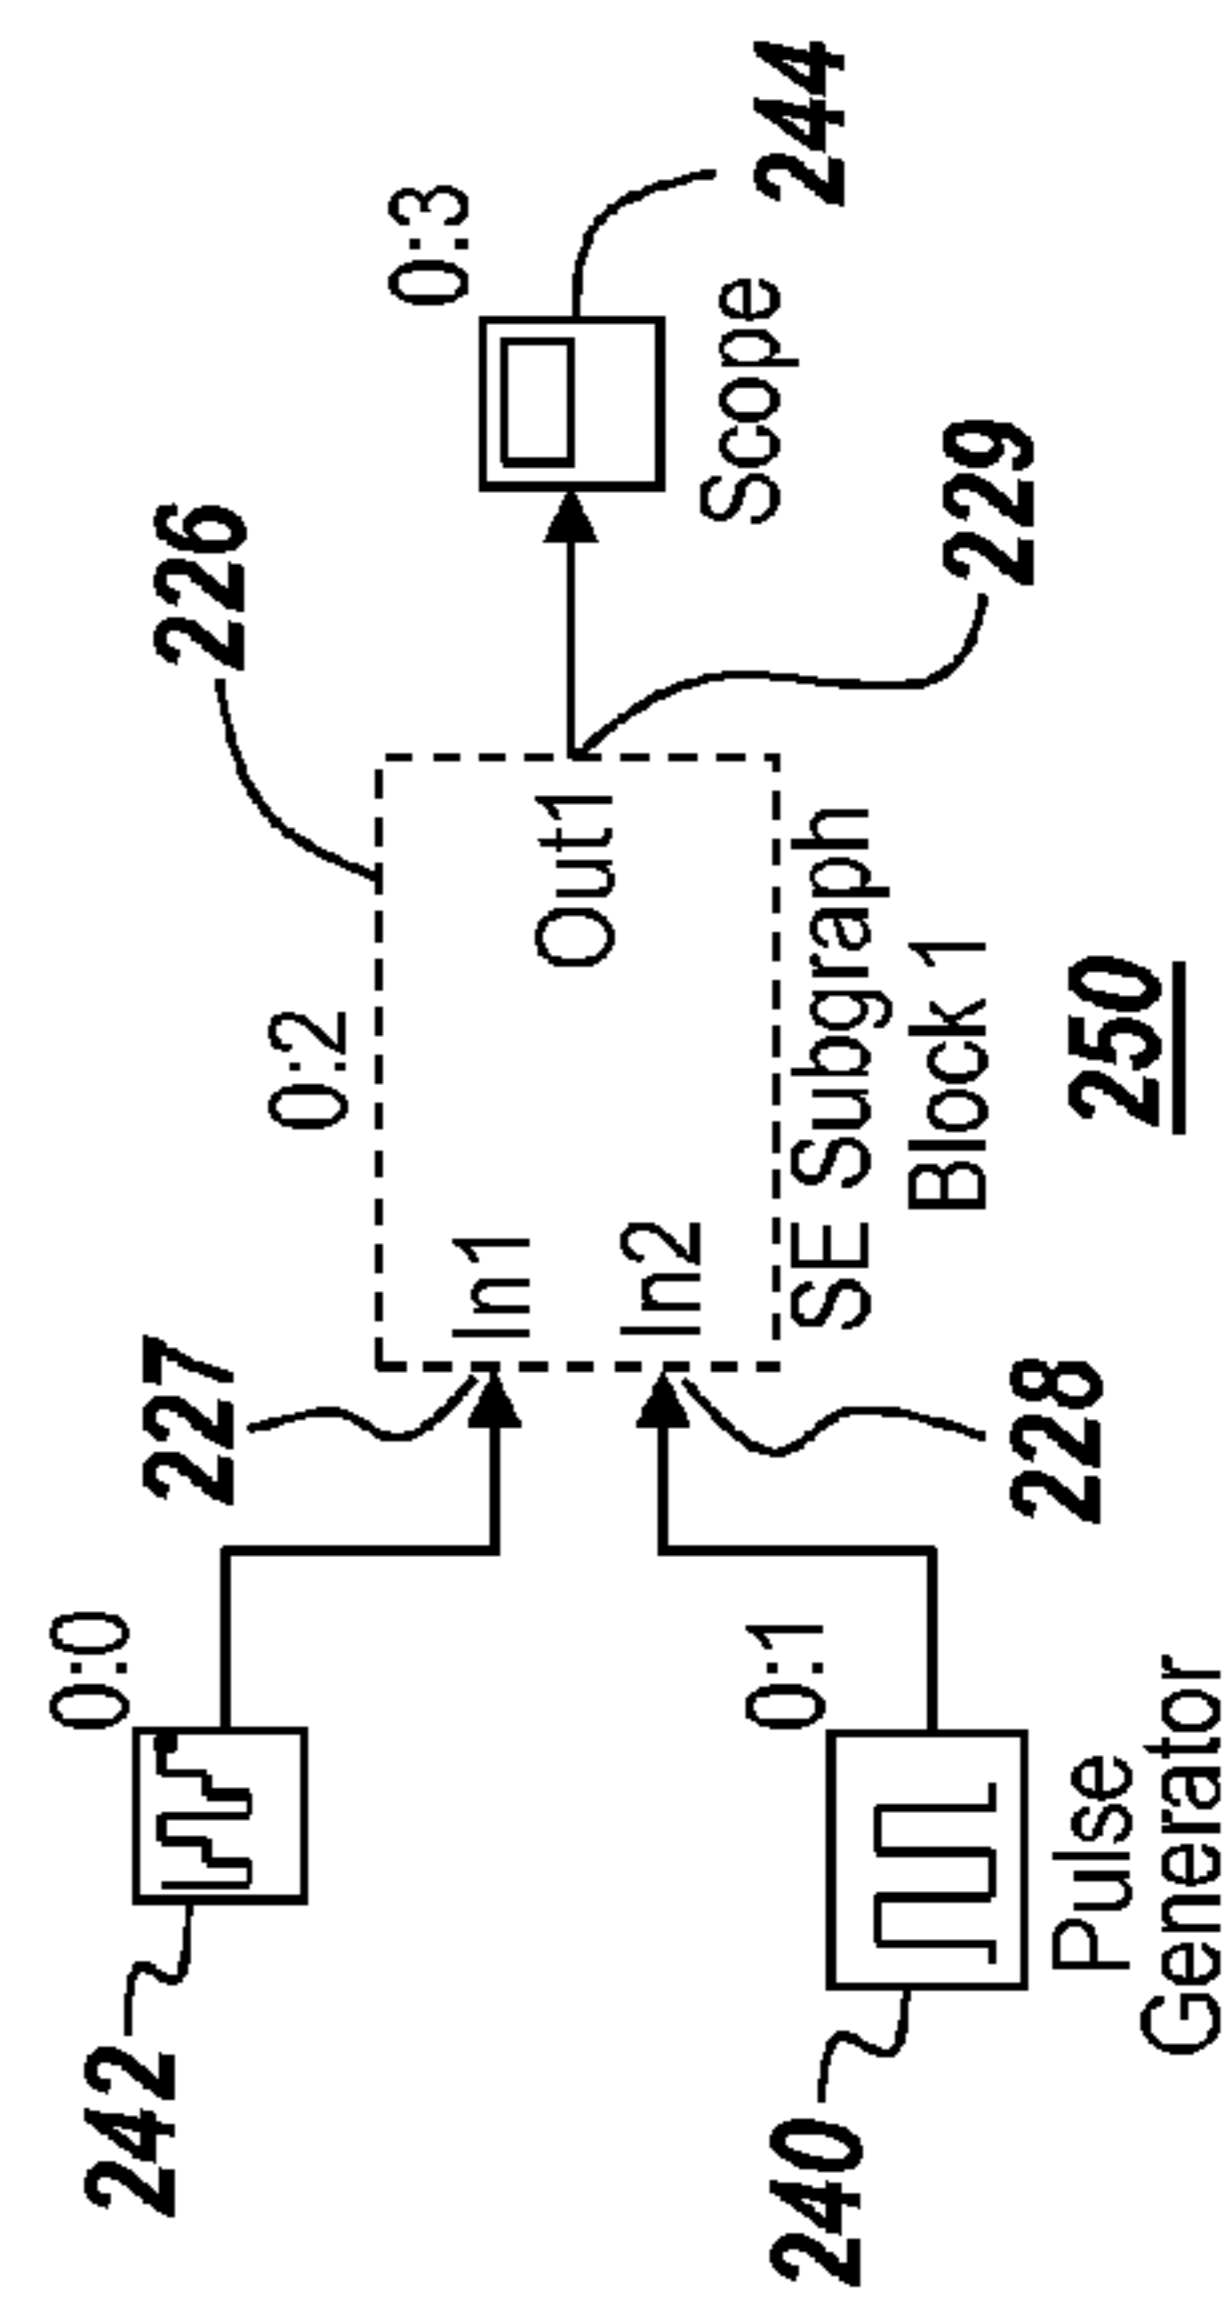 242
0:0
227
In1
226
0:2
Out1
0:3
244
Scope
229
240
0:1
Pulse
Generator
228
In2
SE Subgraph
Block 1
250